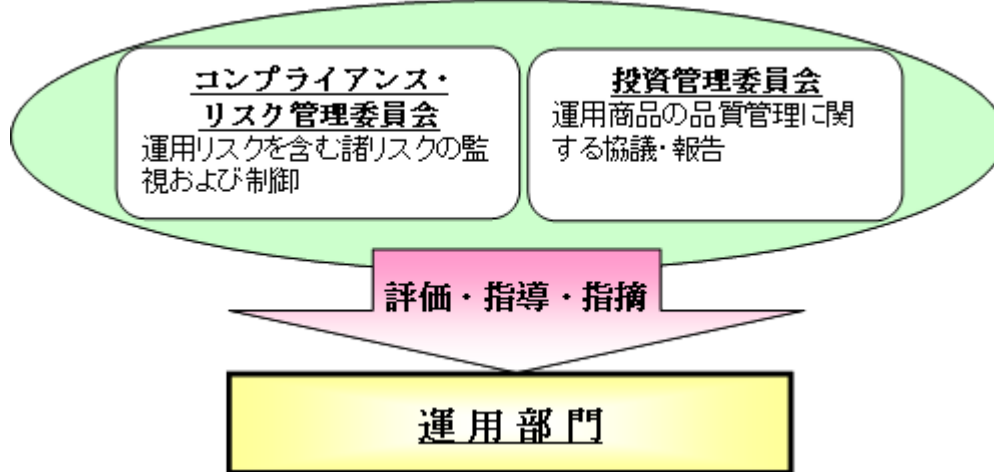 コンプライアンス・
リスク管理委員会
運用リスクを含む諸リスクの監
視および制御
投資管理委員会
運用商品の品質管理に関
する協議・報告
評価・指導・指摘
運用部門